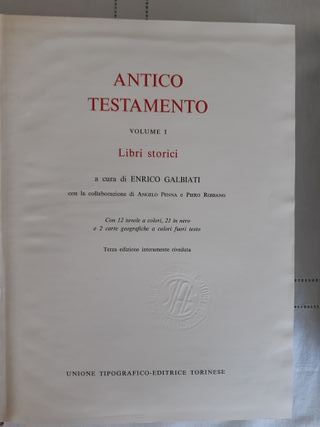 ANTICO
TESTAMENTO
VOLUME I
Libri storici
a cura di ENRICO GALBIATI
con la collaborazione di ANGELO PENNA e PIERO ROSSANO
Con 12 tavole a colori, 21 in nero
e 2 carte geografiche a colori fuori testo
Terza edizione interamente riveduta
UNIONE TIPOGRAFICO-EDITRICE TORINESE